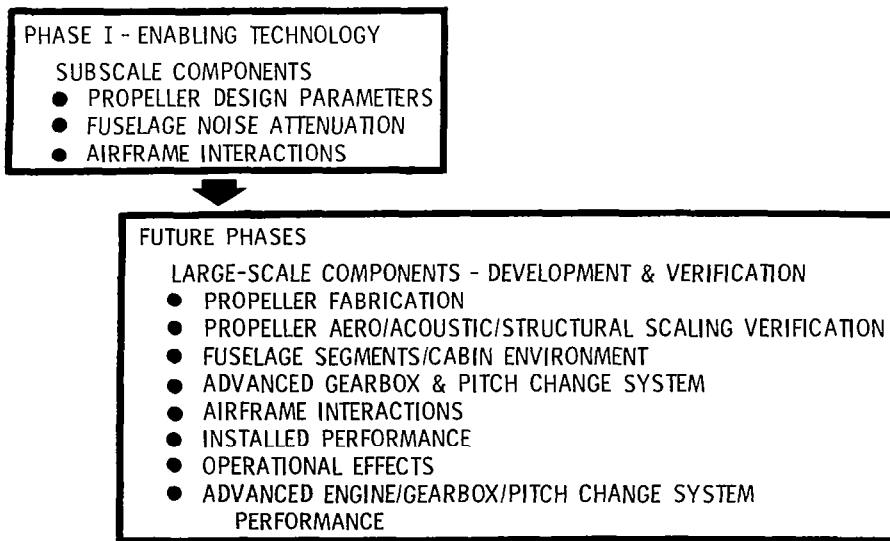 PHASE I - ENABLING TECHNOLOGY
SUBSCALE COMPONENTS
● PROPELLER DESIGN PARAMETERS
● FUSELAGE NOISE ATTENUATION
● AIRFRAME INTERACTIONS
FUTURE PHASES
LARGE-SCALE COMPONENTS - DEVELOPMENT & VERIFICATION
● PROPELLER FABRICATION
● PROPELLER AERO/ACOUSTIC/STRUCTURAL SCALING VERIFICATION
● FUSELAGE SEGMENTS/CABIN ENVIRONMENT
● ADVANCED GEARBOX & PITCH CHANGE SYSTEM
● AIRFRAME INTERACTIONS
● INSTALLED PERFORMANCE
● OPERATIONAL EFFECTS
● ADVANCED ENGINE/GEARBOX/PITCH CHANGE SYSTEM
PERFORMANCE